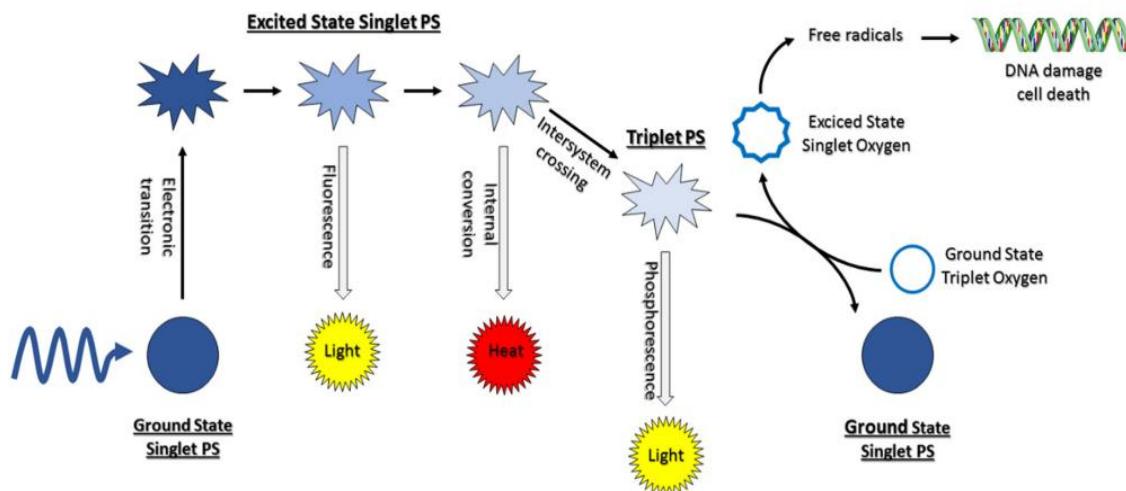 Excited State Singlet PS
Free radicals
DNA damage
cell death
Exciced State
Singlet Oxygen
Triplet PS
Intersystem
crossing
Electronic
transition
Fluorescence
Internal
conversion
Ground State
Triplet Oxygen
Phosphorescence
Light
Heat
Ground State
Singlet PS
Ground State
Singlet PS
Light